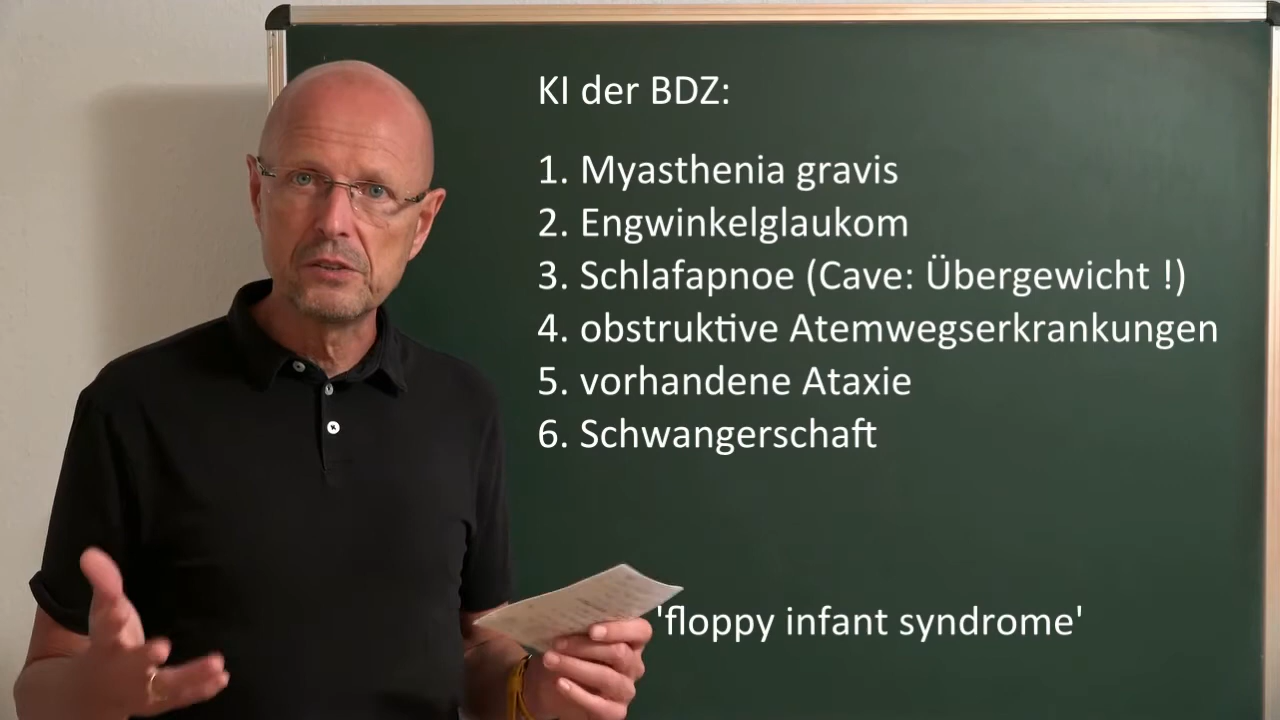 KI der BDZ:
1. Myasthenia gravis
2. Engwinkelglaukom
3. Schlafapnoe (Cave: Übergewicht !)
4. obstruktive Atemwegserkrankungen
5. vorhandene Ataxie
6. Schwangerschaft
'floppy infant syndrome'